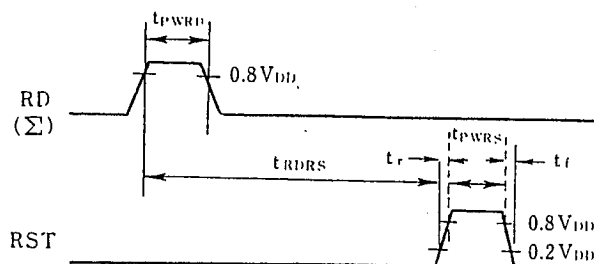 tPWRD
0.8VDD
RD
(Σ)
tPWRS
tr
tf
tRDRS
0.8VDD
RST
0.2VDD